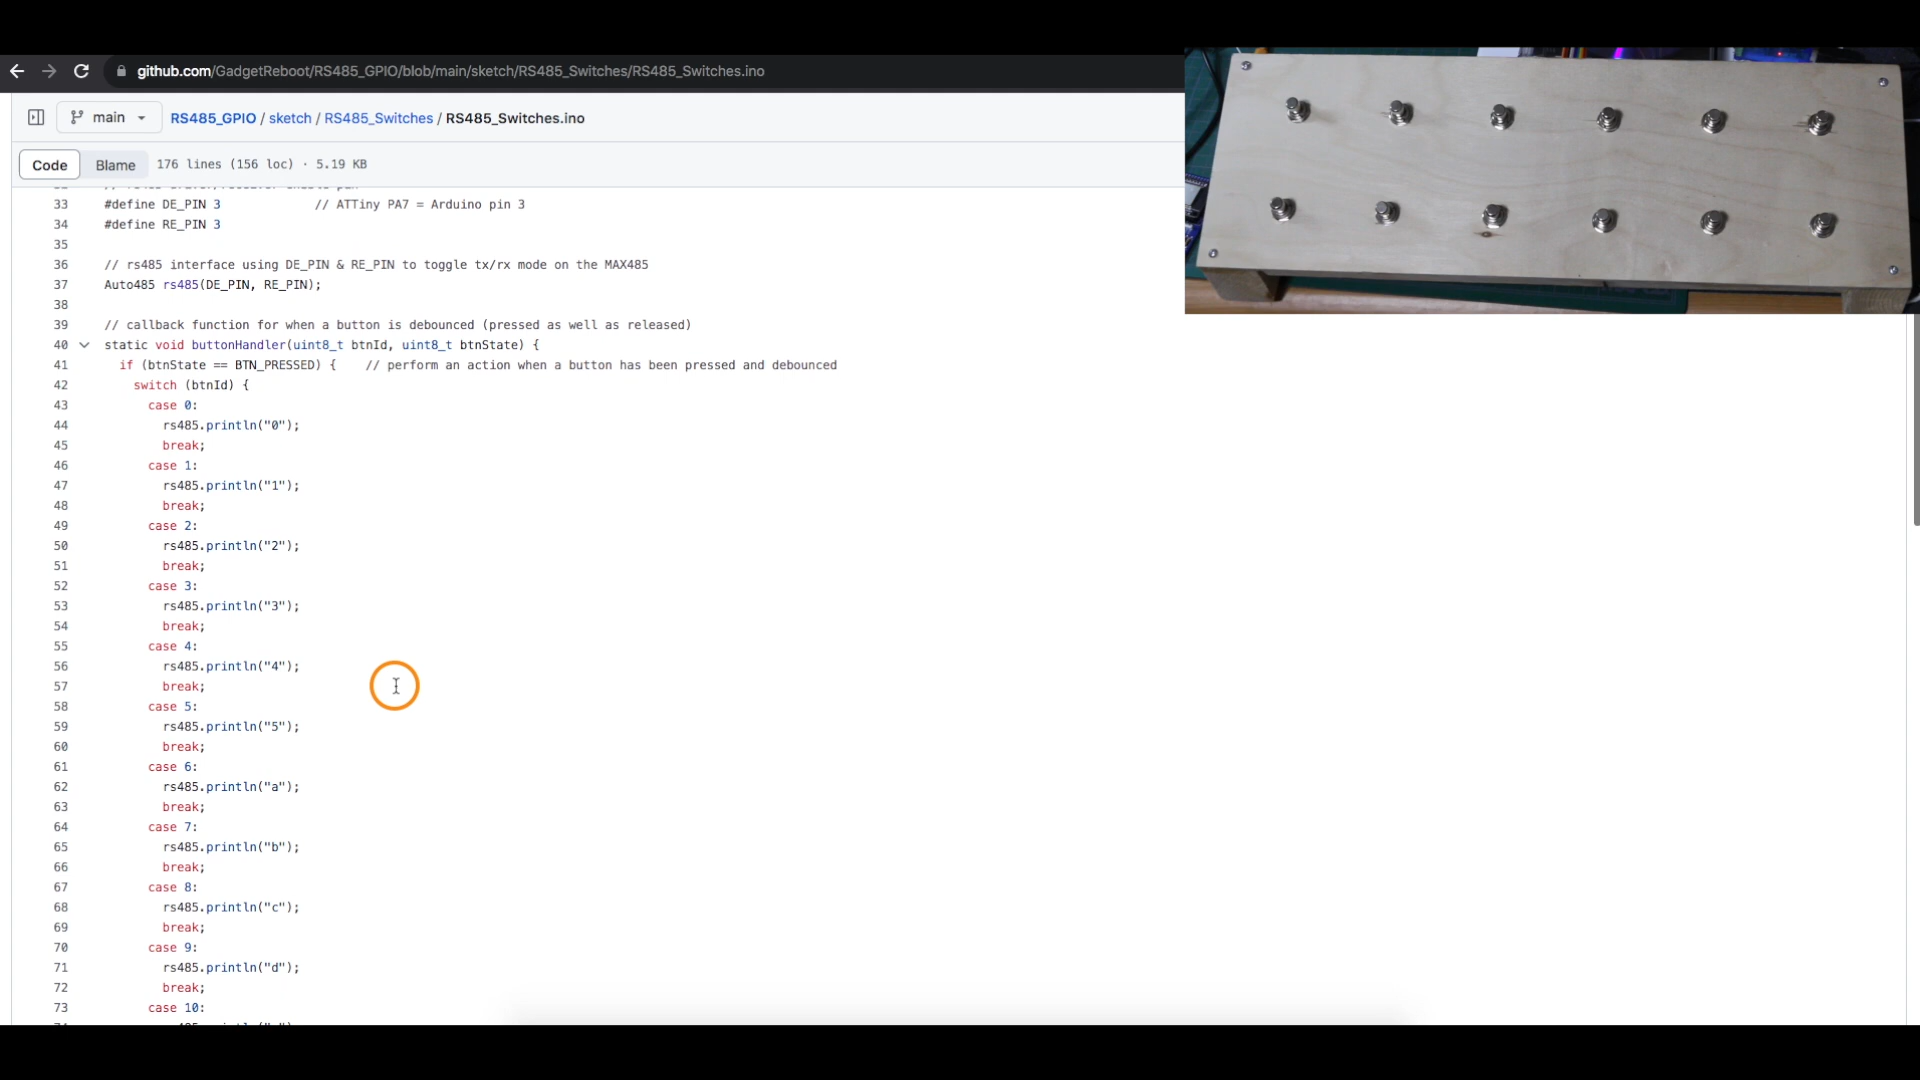 github.com/GadgetReboot/RS485_GPIO/blob/main/sketch/RS485_Switches/RS485_Switches.ino
main RS485_GPIO / sketch / RS485_Switches / RS485_Switches.ino
Code Blame 176 lines (156 loc) · 5.19 KB
33 #define DE_PIN 3 // ATTiny PA7 = Arduino pin 3
34 #define RE_PIN 3
35
36 // rs485 interface using DE_PIN & RE_PIN to toggle tx/rx mode on the MAX485
37 Auto485 rs485(DE_PIN, RE_PIN);
38
39 // callback function for when a button is debounced (pressed as well as released)
40 static void buttonHandler(uint8_t btnId, uint8_t btnState) {
41 if (btnState == BTN_PRESSED) { // perform an action when a button has been pressed and debounced
42 switch (btnId) {
43 case 0:
44 rs485.println("0");
45 break;
46 case 1:
47 rs485.println("1");
48 break;
49 case 2:
50 rs485.println("2");
51 break;
52 case 3:
53 rs485.println("3");
54 break;
55 case 4:
56 rs485.println("4");
57 break;
58 case 5:
59 rs485.println("5");
60 break;
61 case 6:
62 rs485.println("a");
63 break;
64 case 7:
65 rs485.println("b");
66 break;
67 case 8:
68 rs485.println("c");
69 break;
70 case 9:
71 rs485.println("d");
72 break;
73 case 10: